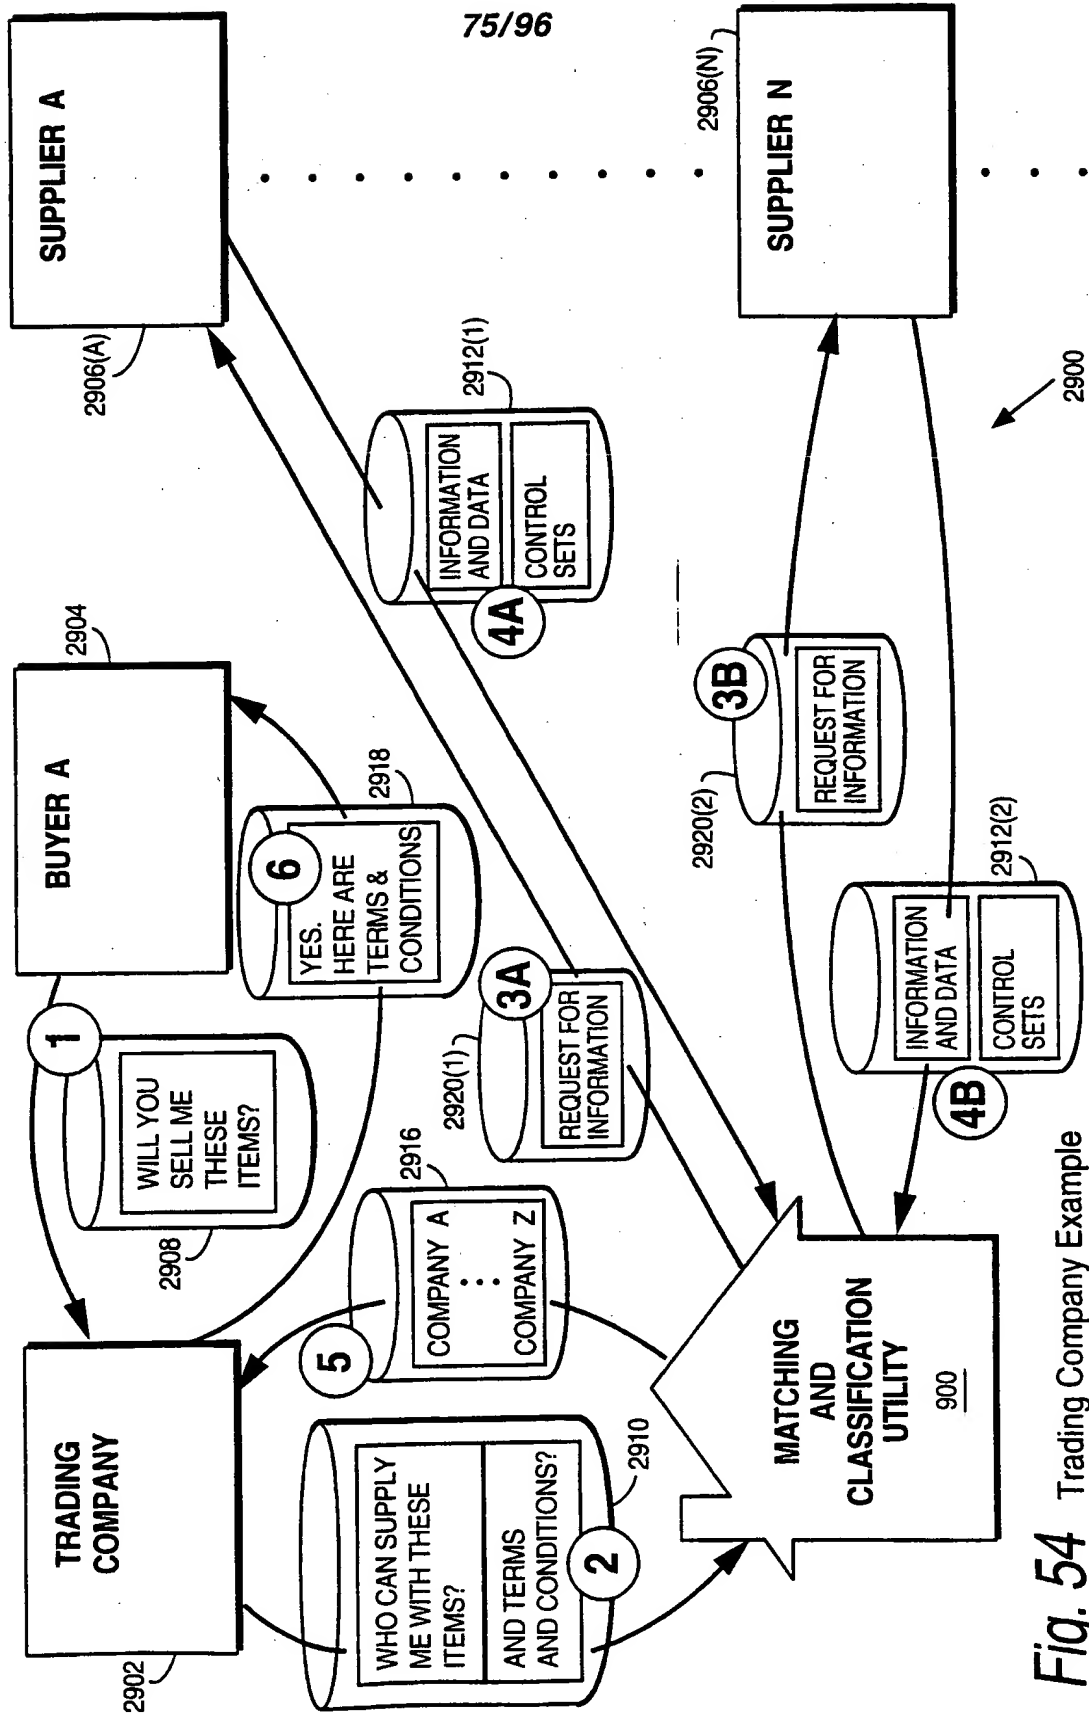 75/96
TRADING
COMPANY
2902
BUYER A
2904
SUPPLIER A
2906(A)
1
WILL YOU
SELL ME
THESE
ITEMS?
2908
6
YES.
HERE ARE
TERMS &
CONDITIONS
2918
5
COMPANY A
COMPANY Z
2916
WHO CAN SUPPLY
ME WITH THESE
ITEMS?
AND TERMS
AND CONDITIONS?
2
2910
3A
REQUEST FOR
INFORMATION
2920(1)
4A
INFORMATION
AND DATA
CONTROL
SETS
2912(1)
MATCHING
AND
CLASSIFICATION
UTILITY
900
3B
REQUEST FOR
INFORMATION
2920(2)
4B
INFORMATION
AND DATA
CONTROL
SETS
2912(2)
SUPPLIER N
2906(N)
2900
Fig. 54 Trading Company Example